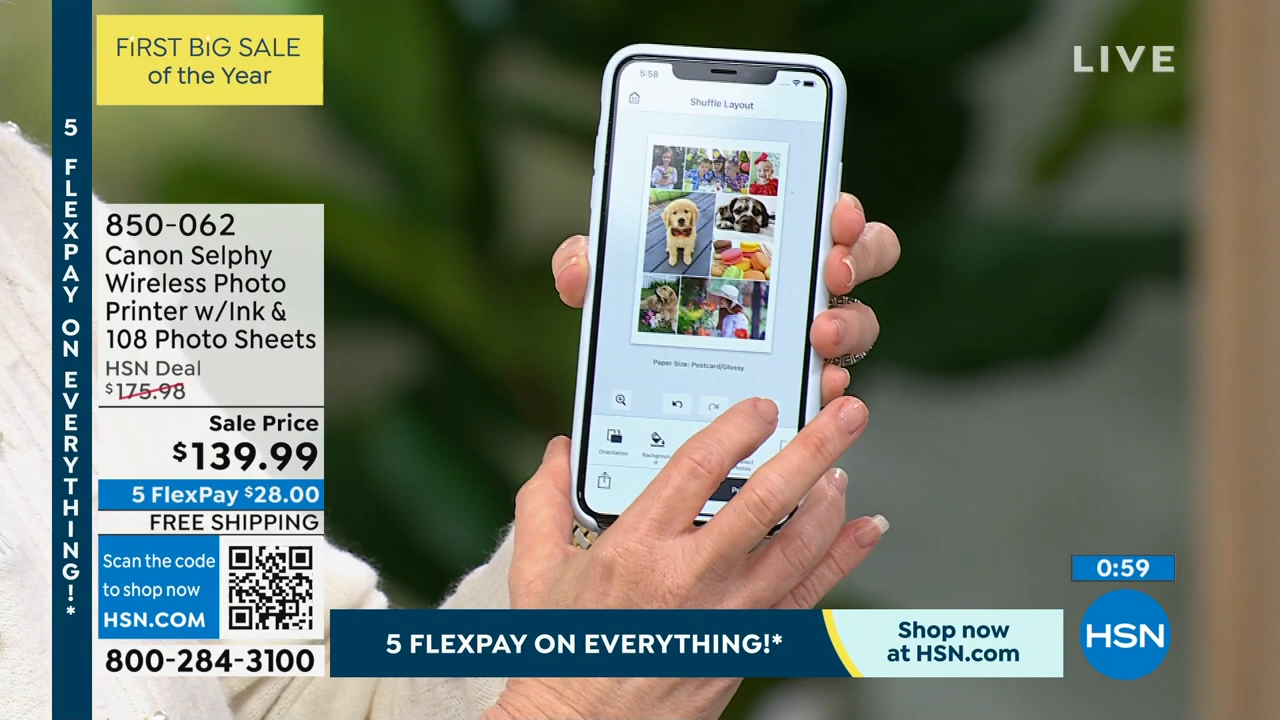 FiRST BiG SALE
of the Year
5 FLEXPAY ON EVERYTHING!*
850-062
Canon Selphy
Wireless Photo
Printer w/Ink &
108 Photo Sheets
HSN Deal
$175.98
Sale Price
$139.99
5 FlexPay $28.00
FREE SHIPPING
Scan the code
to shop now
HSN.COM
800-284-3100
LIVE
5:58
Shuffle Layout
Paper Size: Postcard/Glossy
Orientation
5 FLEXPAY ON EVERYTHING!*
Shop now
at HSN.com
0:59
HSN